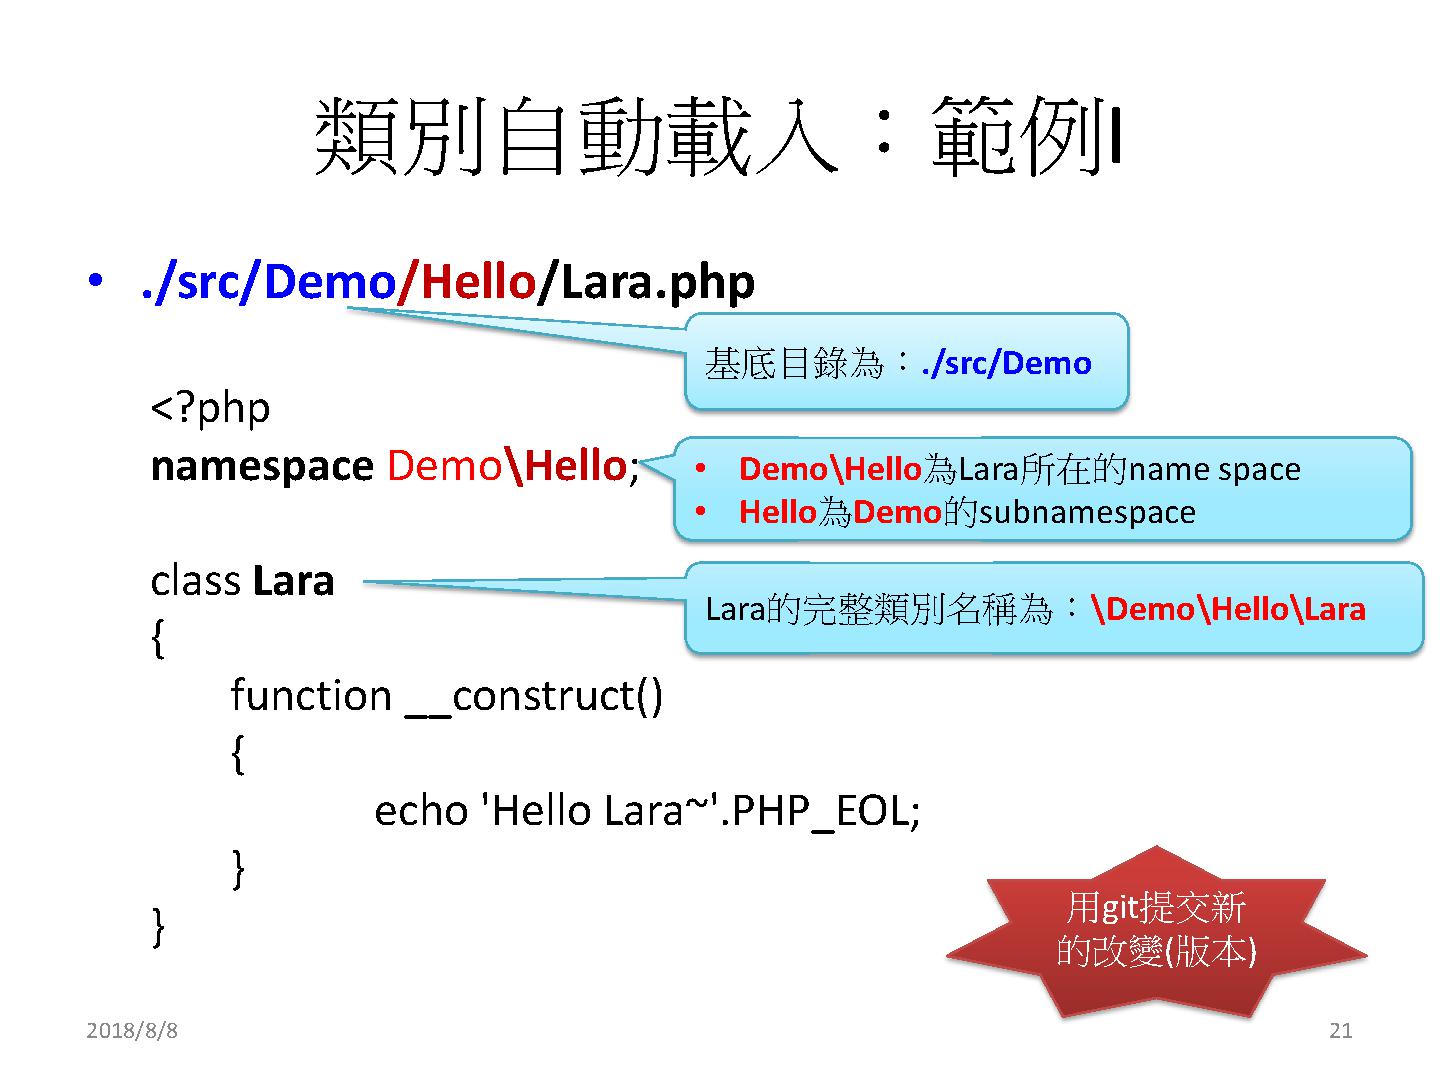 類別自動載入：範例I
• ./src/Demo/Hello/Lara.php
基底目錄為：./src/Demo
<?php
namespace Demo\Hello;
• Demo\Hello為Lara所在的name space
• Hello為Demo的subnamespace
class Lara
Lara的完整類別名稱為：\Demo\Hello\Lara
{
function __construct()
{
echo 'Hello Lara~'.PHP_EOL;
}
}
用git提交新
的改變(版本)
2018/8/8
21